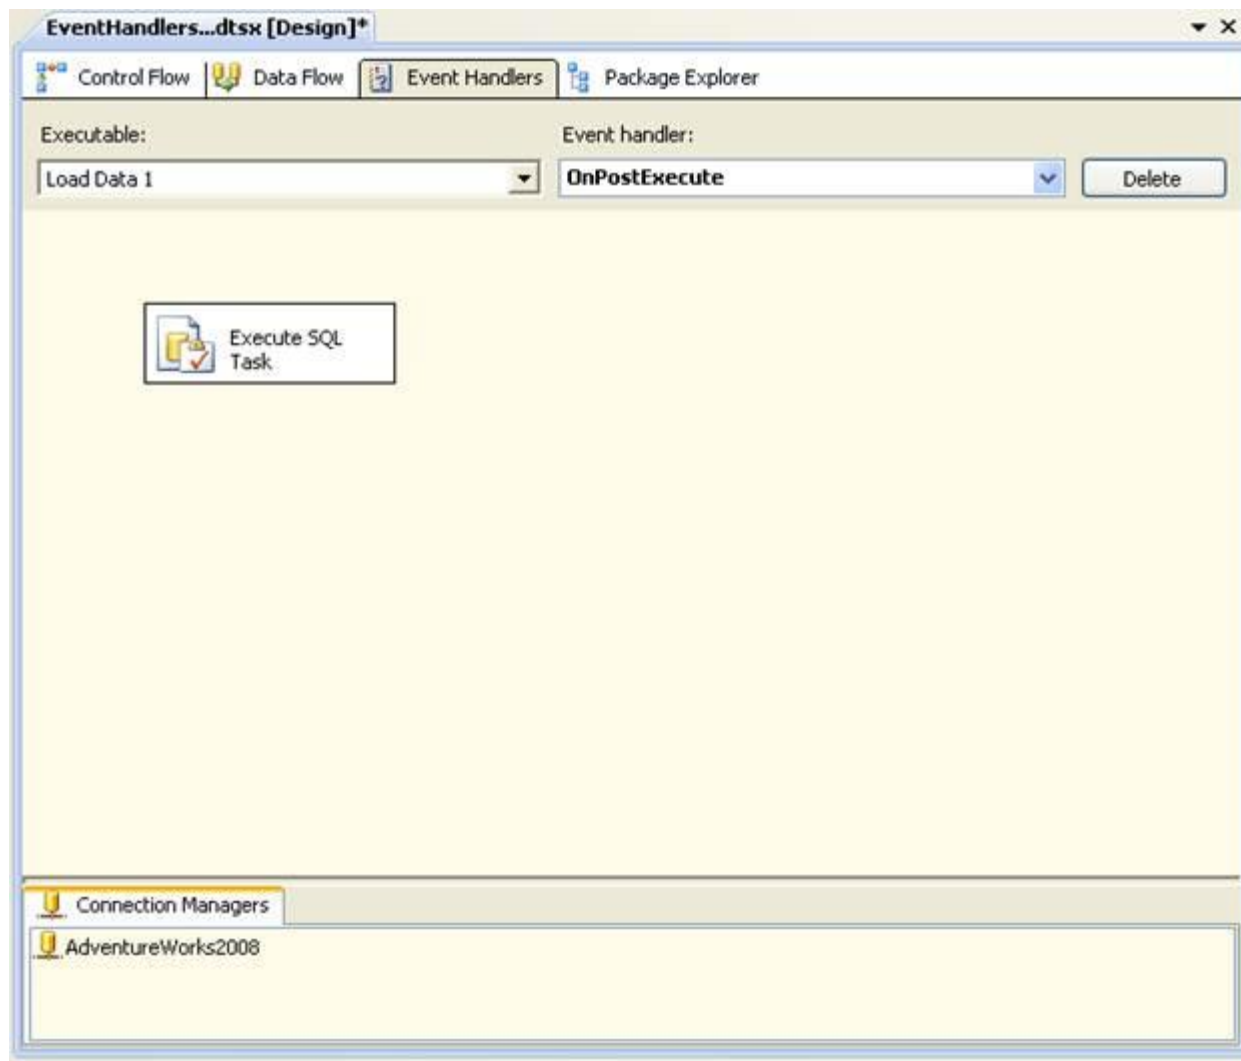 EventHandlers...dtsx [Design]*
Control Flow Data Flow Event Handlers Package Explorer
Executable: Event handler:
Load Data 1 OnPostExecute Delete
Execute SQL
Task
Connection Managers
AdventureWorks2008